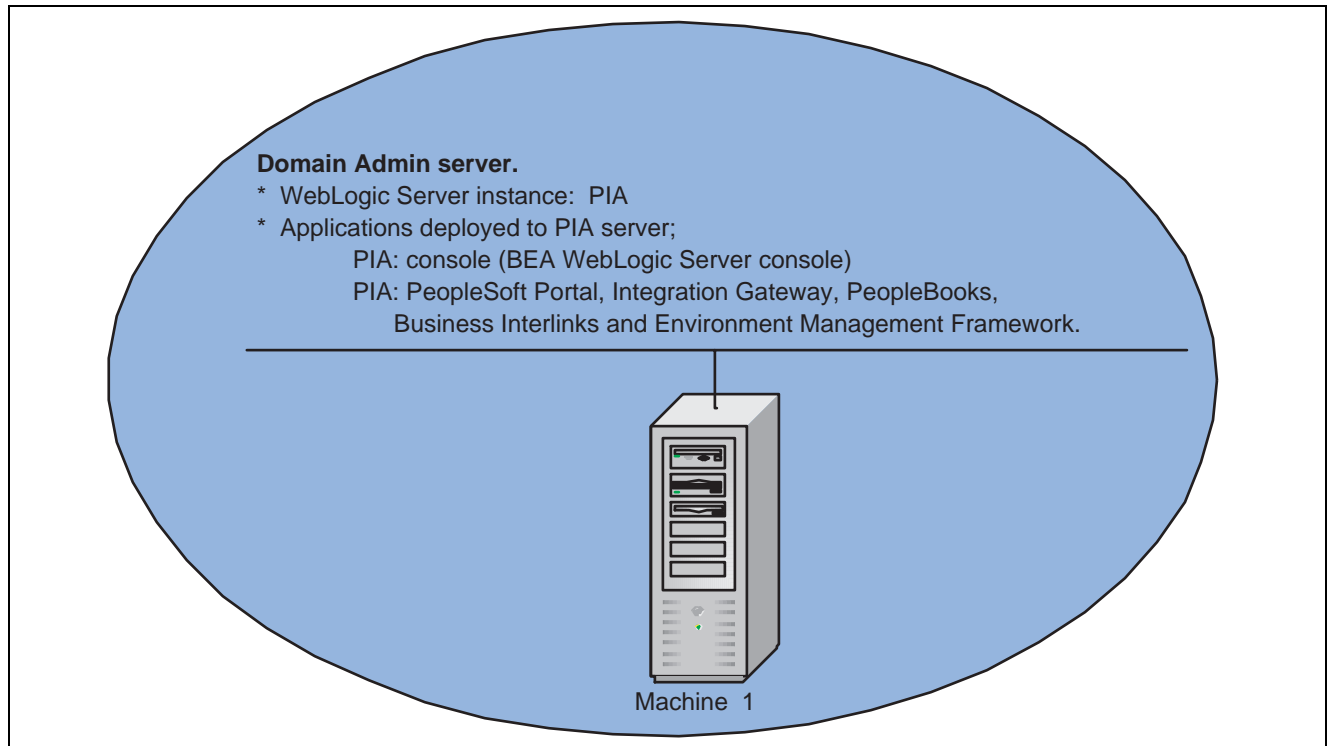 Domain Admin server.
* WebLogic Server instance: PIA
* Applications deployed to PIA server;
PIA: console (BEA WebLogic Server console)
PIA: PeopleSoft Portal, Integration Gateway, PeopleBooks,
Business Interlinks and Environment Management Framework.
Machine 1